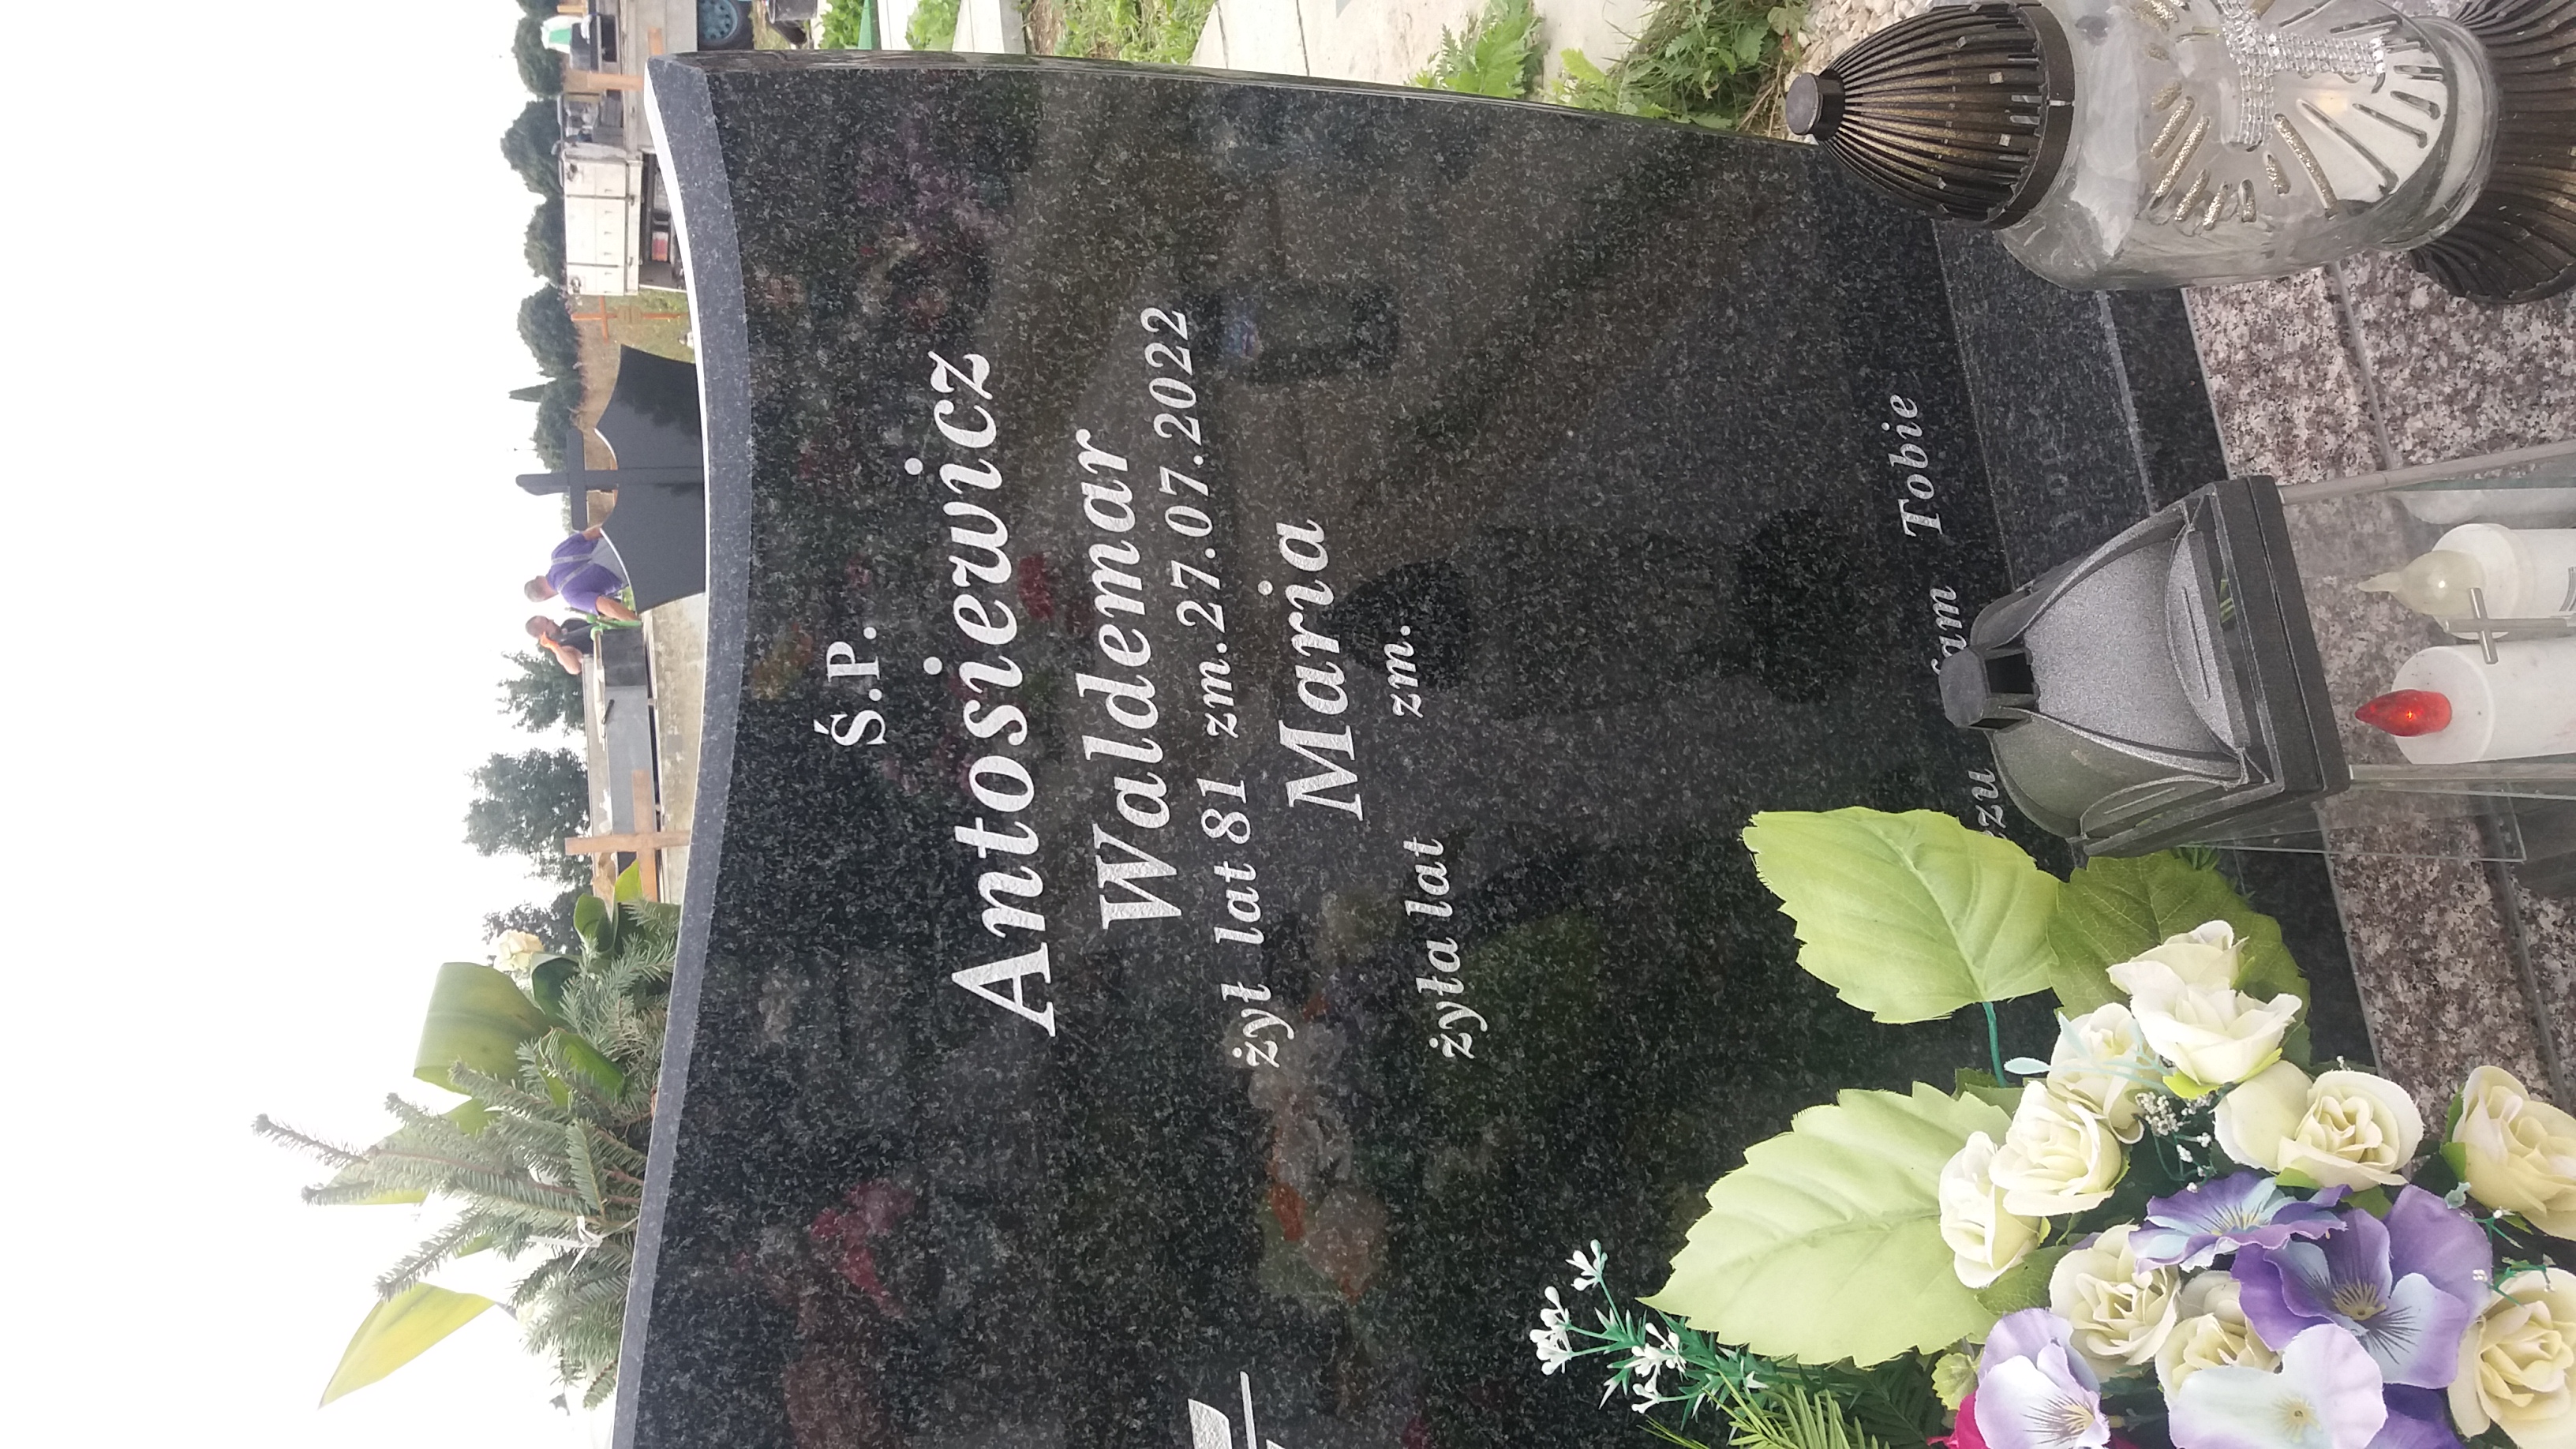 Ś.P.
Antosiewicz
Waldemar
żył lat 81 zm. 27.07.2022
Maria
żyła lat zm.
Tobie